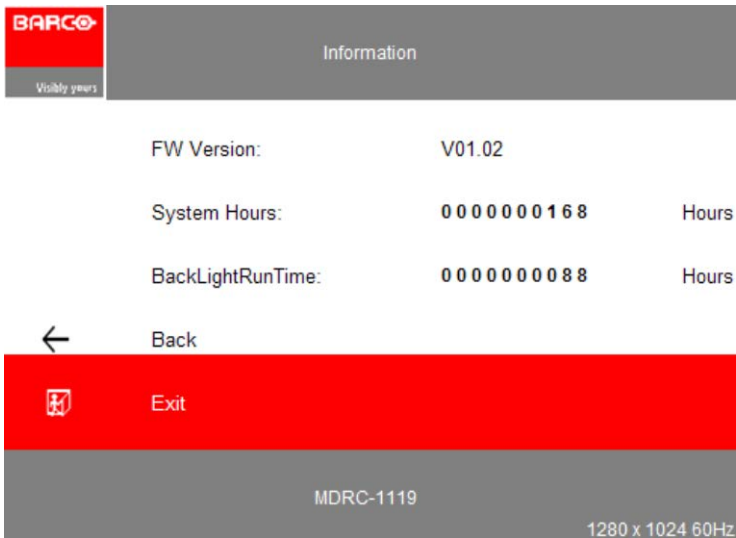 BARCO
Visibly yours
Information
FW Version: V01.02
System Hours: 0000000168 Hours
BackLightRunTime: 0000000088 Hours
Back
Exit
MDRC-1119
1280 x 1024 60Hz